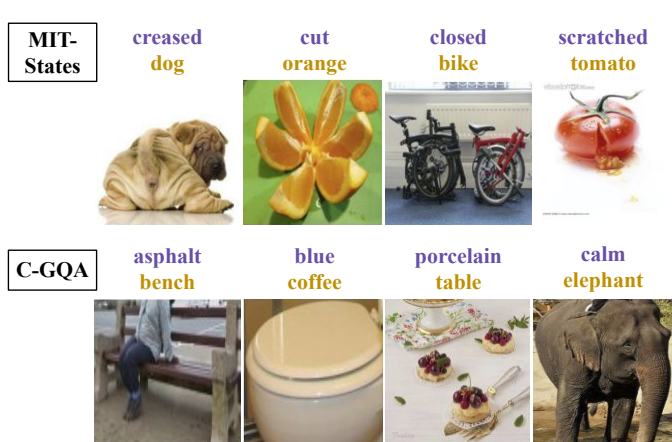 MIT-
States
creased
dog
cut
orange
closed
bike
scratched
tomato
C-GQA
asphalt
bench
blue
coffee
porcelain
table
calm
elephant